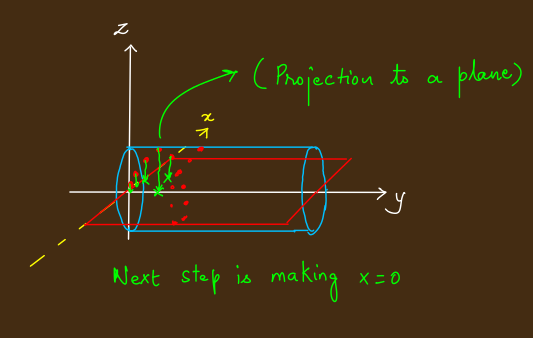 z
(Projection to a plane)
x
y
Next step is making x=0